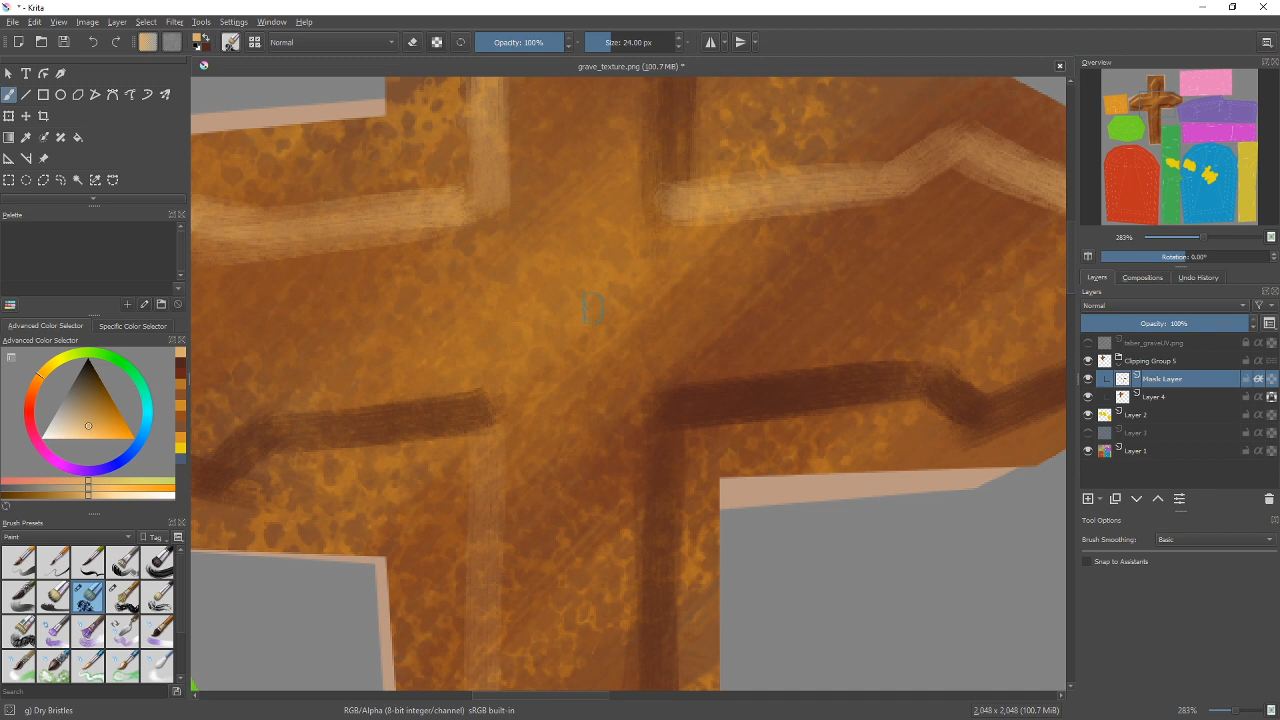 * - Krita
File Edit View Image Layer Select Filter Tools Settings Window Help
Normal Opacity: 100% Size: 24.00 px
grave_texture.png (100.7 MiB) *
Overview
283%
Rotation: 0.00°
Palette
Layers Compositions Undo History
Layers
Normal
Opacity: 100%
taber_graveUV.png
Clipping Group 5
Mask Layer
Layer 4
Layer 2
Layer 3
Layer 1
Advanced Color Selector Specific Color Selector
Advanced Color Selector
Tool Options
Brush Smoothing: Basic
Snap to Assistants
Brush Presets
Paint Tag
Search
g) Dry Bristles RGB/Alpha (8-bit integer/channel) sRGB built-in 2,048 x 2,048 (100.7 MiB) 283%